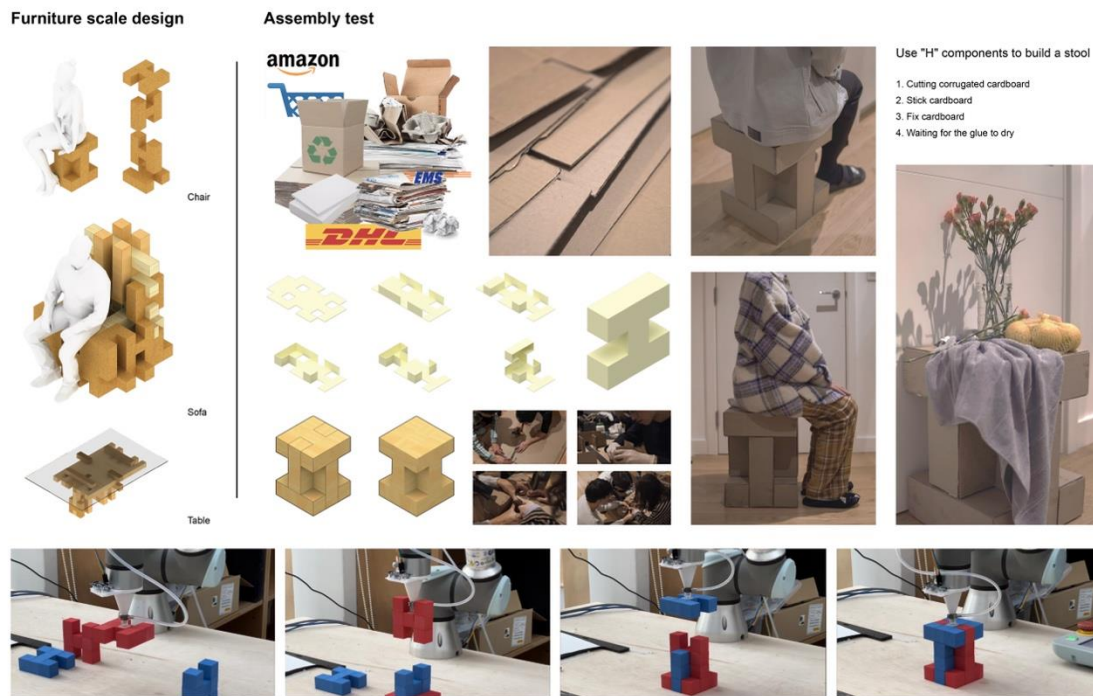 Furniture scale design
Assembly test
Chair
Sofa
Table
amazon
EMS
DHL
Use "H" components to build a stool
1. Cutting corrugated cardboard
2. Stick cardboard
3. Fix cardboard
4. Waiting for the glue to dry